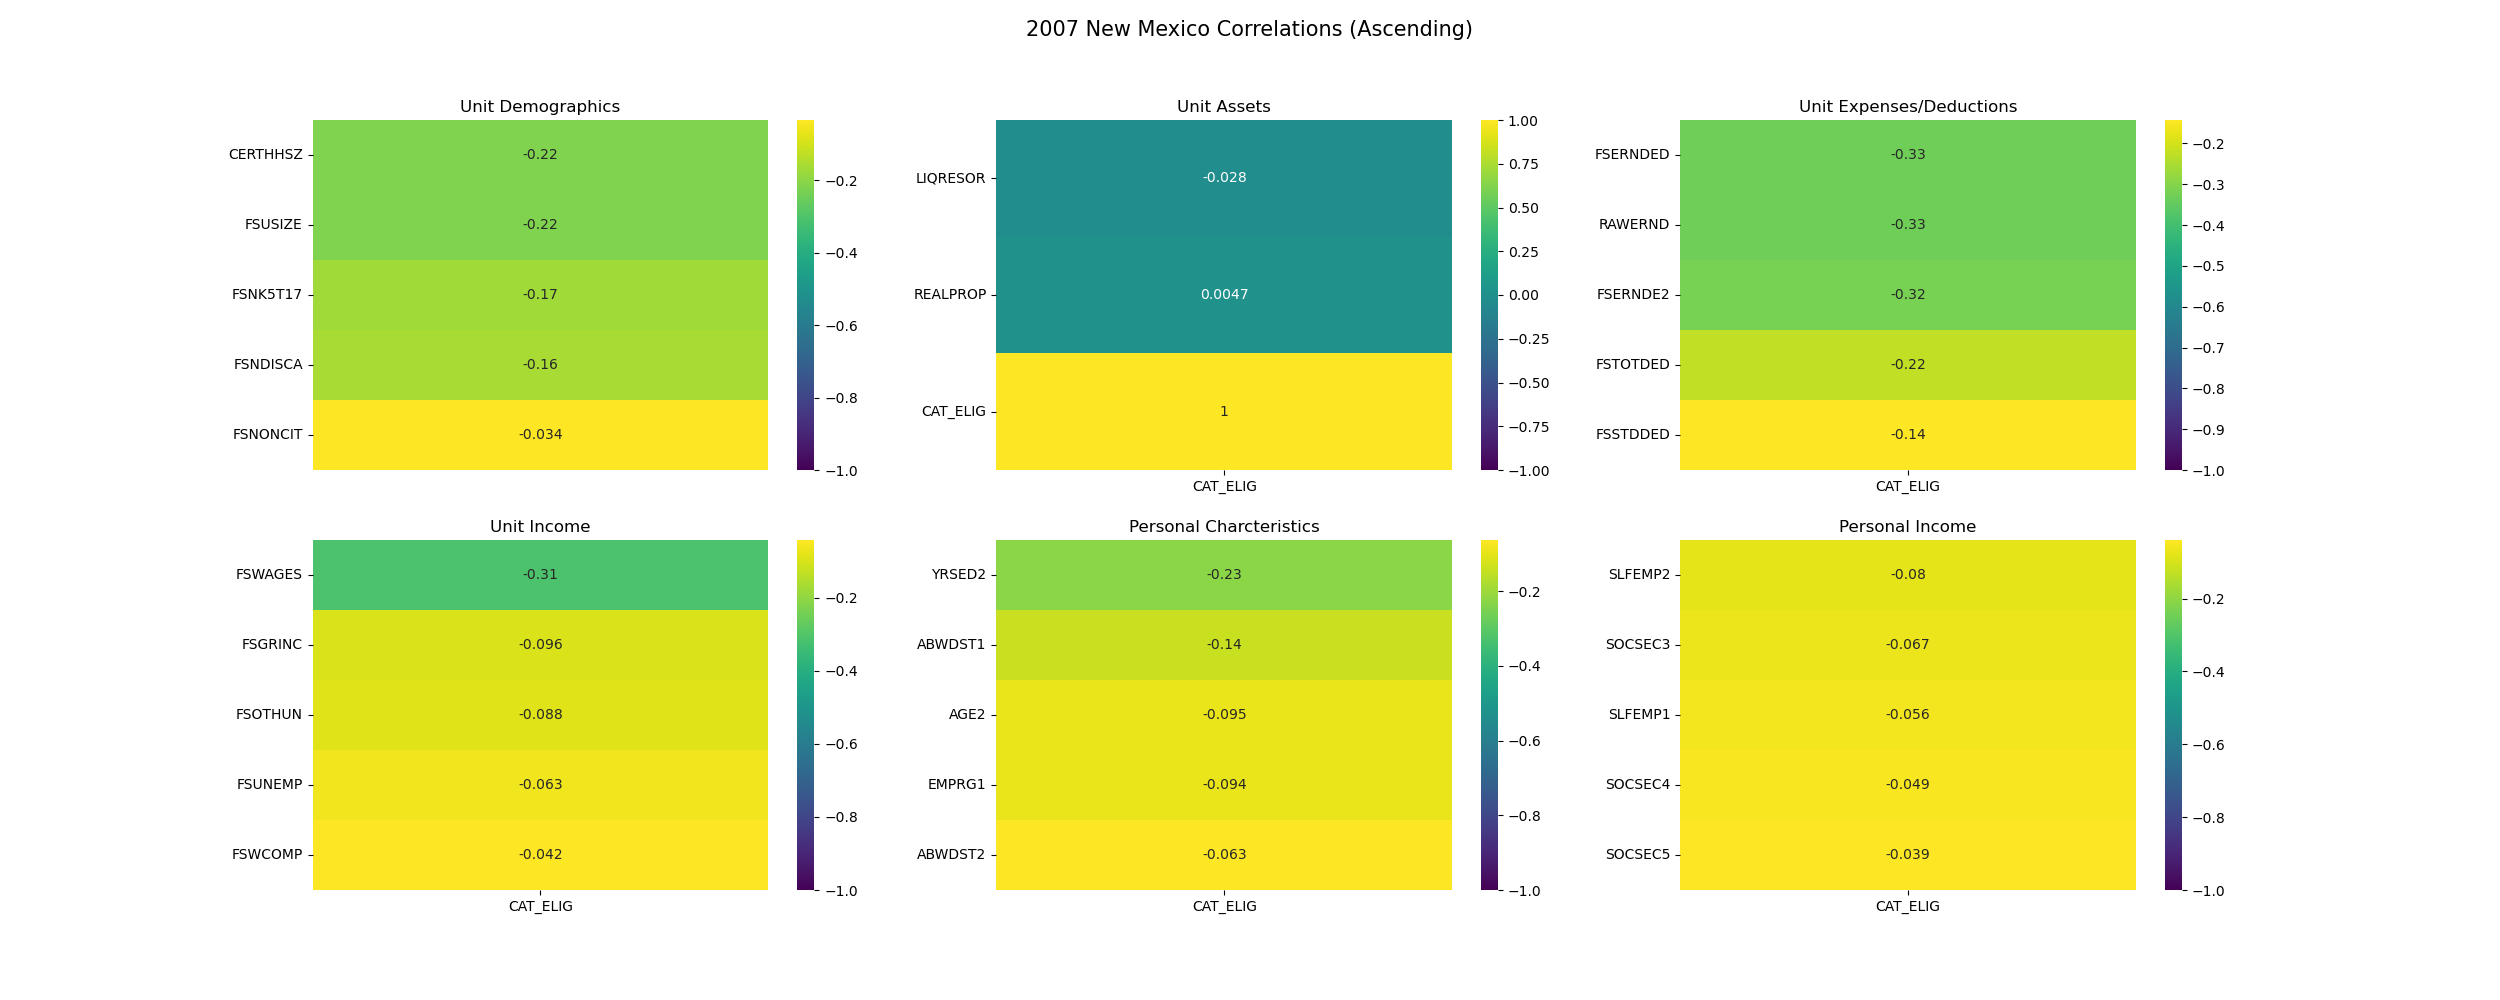 2007 New Mexico Correlations (Ascending)
Unit Demographics
CERTHHSZ -0.22
FSUSIZE -0.22
FSNK5T17 -0.17
FSNDISCA -0.16
FSNONCIT -0.034
−0.2
−0.4
−0.6
−0.8
−1.0
Unit Assets
LIQRESOR -0.028
REALPROP 0.0047
CAT_ELIG 1
CAT_ELIG
1.00
0.75
0.50
0.25
0.00
−0.25
−0.50
−0.75
−1.00
Unit Expenses/Deductions
FSERNDED -0.33
RAWERND -0.33
FSERNDE2 -0.32
FSTOTDED -0.22
FSSTDDED -0.14
CAT_ELIG
−0.2
−0.3
−0.4
−0.5
−0.6
−0.7
−0.8
−0.9
−1.0
Unit Income
FSWAGES -0.31
FSGRINC -0.096
FSOTHUN -0.088
FSUNEMP -0.063
FSWCOMP -0.042
CAT_ELIG
−0.2
−0.4
−0.6
−0.8
−1.0
Personal Charcteristics
YRSED2 -0.23
ABWDST1 -0.14
AGE2 -0.095
EMPRG1 -0.094
ABWDST2 -0.063
CAT_ELIG
−0.2
−0.4
−0.6
−0.8
−1.0
Personal Income
SLFEMP2 -0.08
SOCSEC3 -0.067
SLFEMP1 -0.056
SOCSEC4 -0.049
SOCSEC5 -0.039
CAT_ELIG
−0.2
−0.4
−0.6
−0.8
−1.0